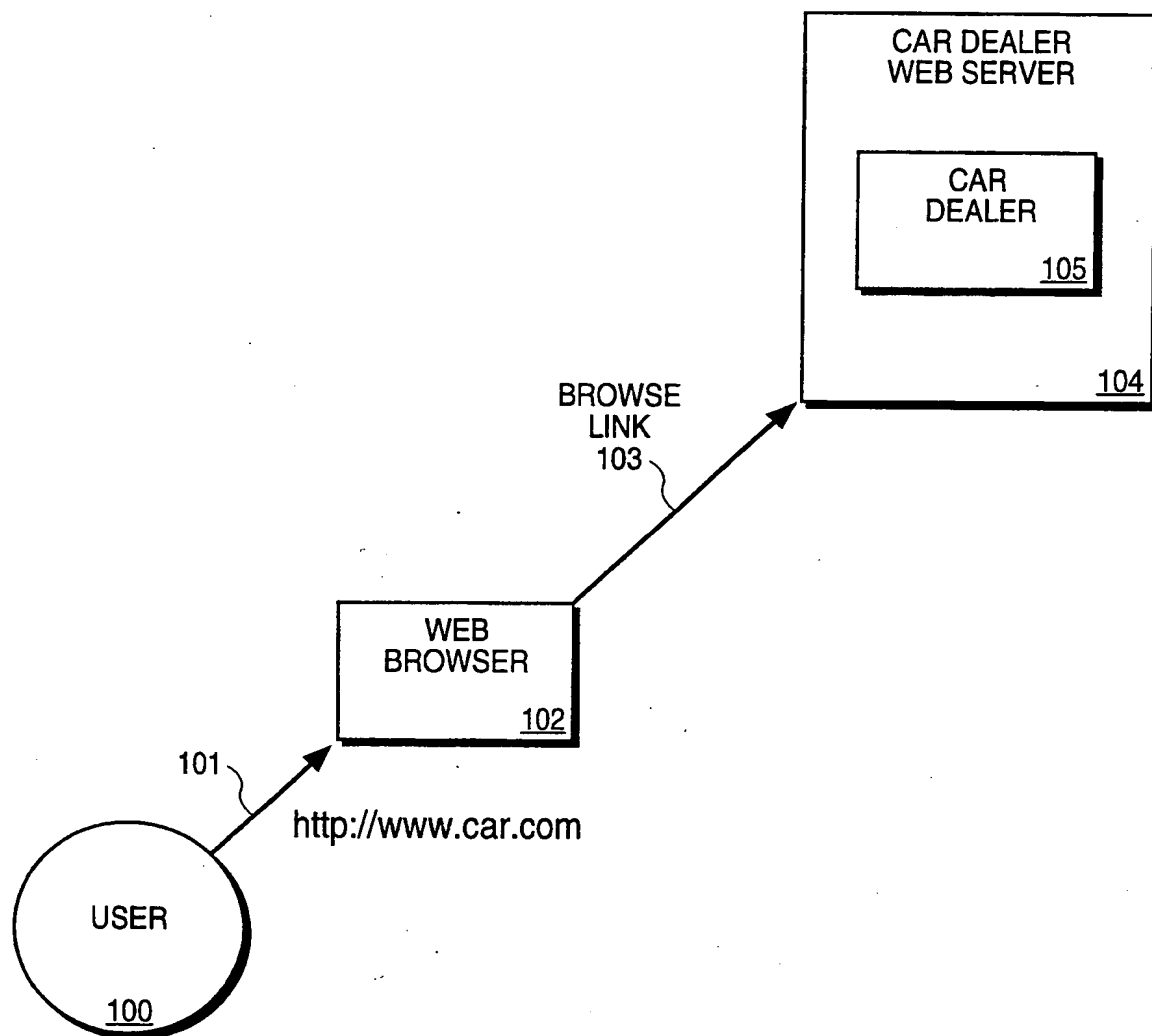 CAR DEALER
WEB SERVER
CAR
DEALER
105
104
BROWSE
LINK
103
WEB
BROWSER
102
101
http://www.car.com
USER
100